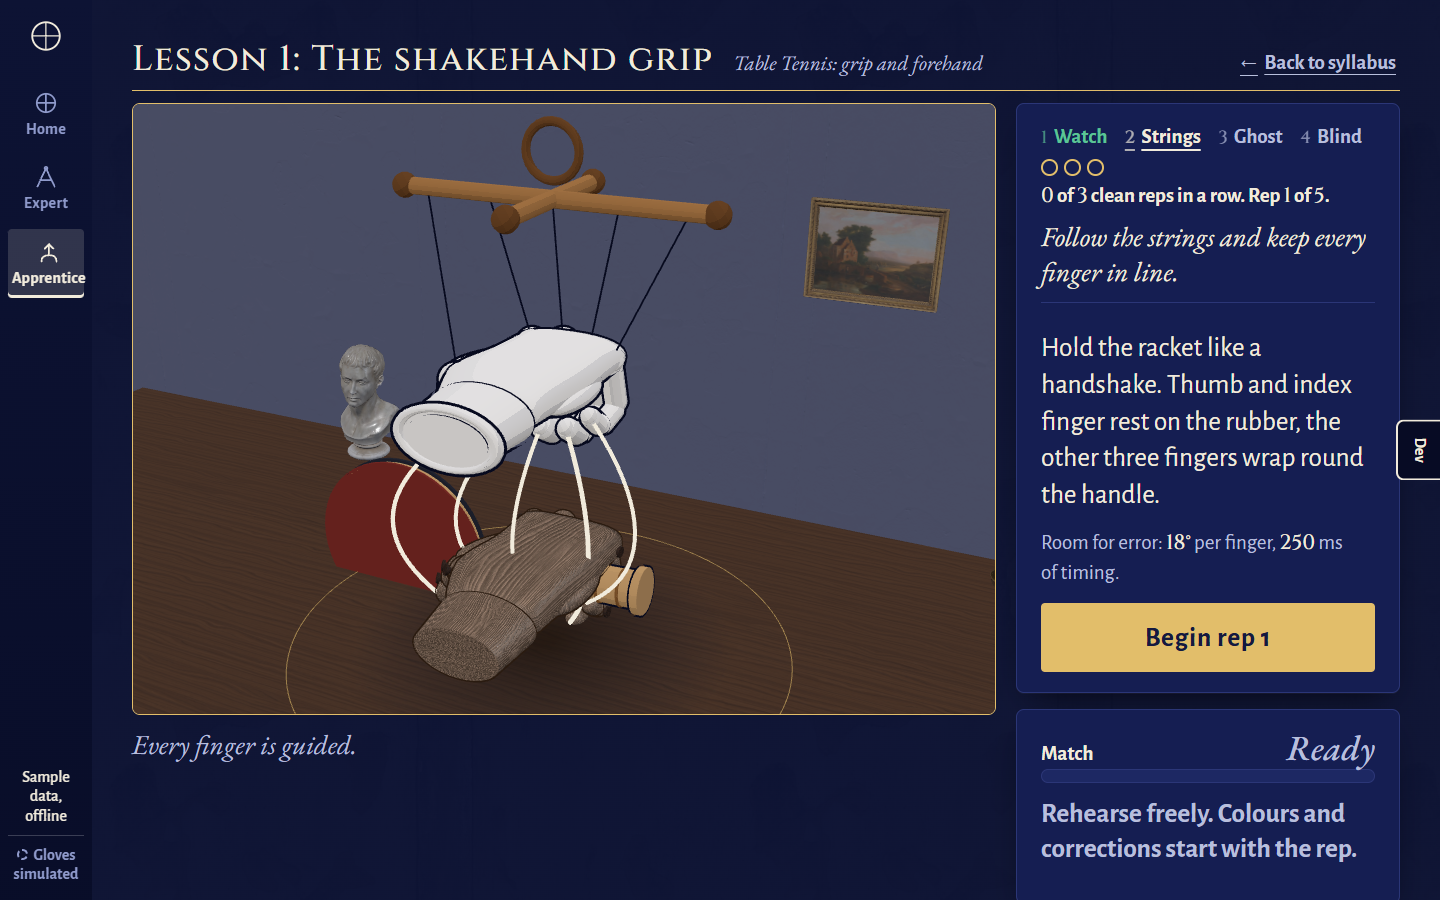 Home
Expert
Apprentice
Sample
data,
offline
Gloves
simulated
Lesson 1: The shakehand grip
Table Tennis: grip and forehand
← Back to syllabus
1 Watch 2 Strings 3 Ghost 4 Blind
0 of 3 clean reps in a row. Rep 1 of 5.
Follow the strings and keep every
finger in line.
Hold the racket like a
handshake. Thumb and index
finger rest on the rubber, the
other three fingers wrap round
the handle.
Room for error: 18° per finger, 250 ms
of timing.
Begin rep 1
Dev
Match Ready
Rehearse freely. Colours and
corrections start with the rep.
Every finger is guided.